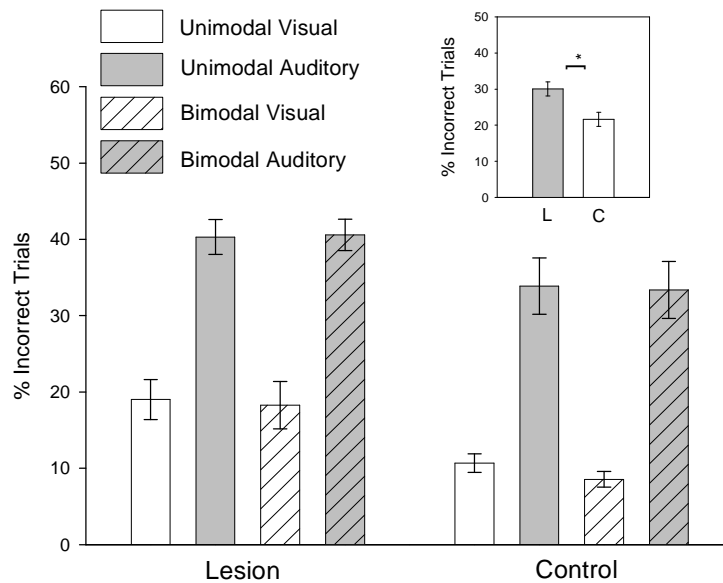 Unimodal Visual
Unimodal Auditory
Bimodal Visual
Bimodal Auditory
% Incorrect Trials
60
50
40
30
20
10
0
Lesion
Control
% Incorrect Trials
50
40
30
20
10
0
*
L
C